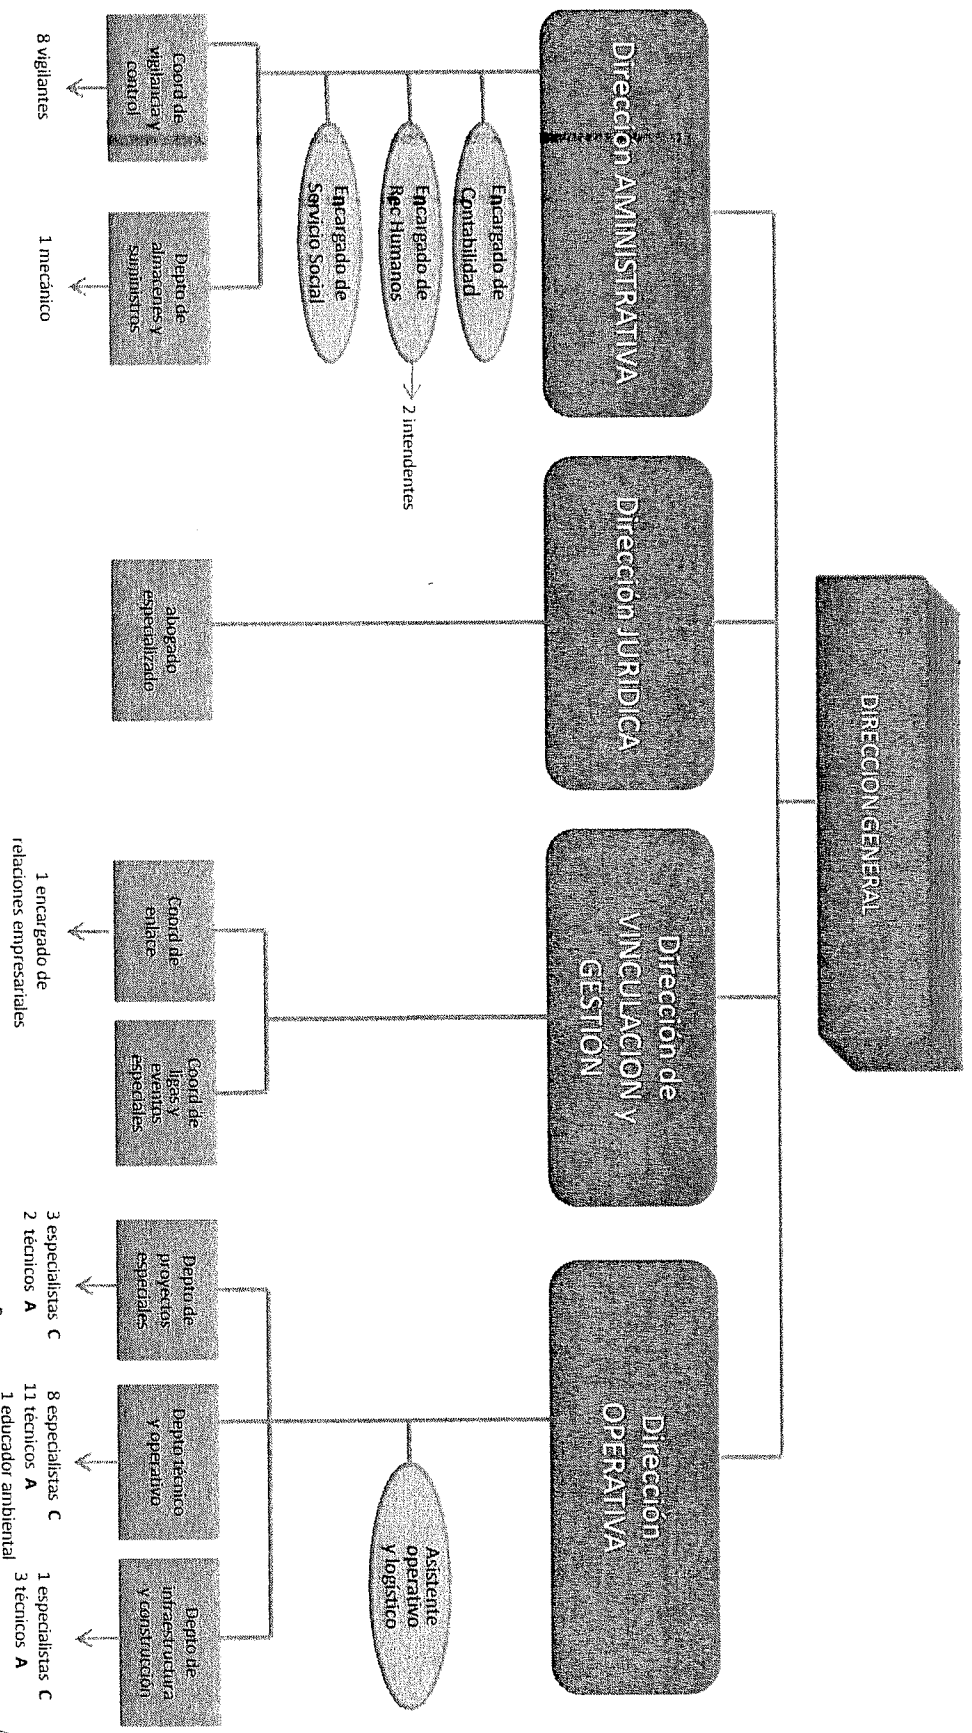 DIRECCION GENERAL
Dirección AMINISTRATIVA
Dirección JURIDICA
Dirección de
VINCULACION y
GESTIÓN
Dirección
OPERATIVA
Encargado de
Contabilidad
Encargado de
Rec Humanos
2 intendentes
Encargado de
Servicio Social
Asistente
operativo
y logístico
Coord de
vigilancia y
control
Depto de
almacenes y
suministros
abogado
especializado
Coord de
enlace
Coord de
ligas y
eventos
especiales
Depto de
proyectos
especiales
Depto técnico
y operativo
Depto de
infraestructura
y construcción
8 vigilantes
1 mecánico
1 encargado de
relaciones empresariales
3 especialistas C
2 técnicos A
8 especialistas C
11 técnicos A
1 educador ambiental
1 especialistas C
3 técnicos A